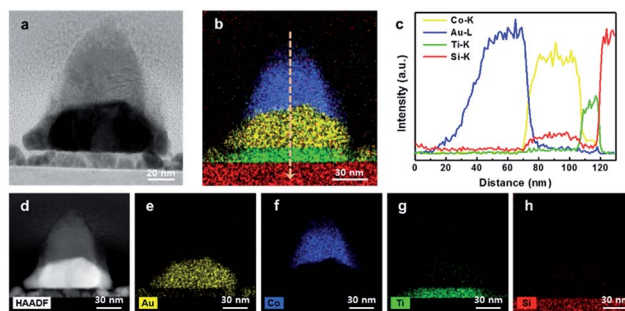 a
20 nm
b
30 nm
c
Intensity (a.u.)
Co-K
Au-L
Ti-K
Si-K
0 20 40 60 80 100 120
Distance (nm)
d
HAADF
30 nm
e
Au
30 nm
f
Co
30 nm
g
Ti
30 nm
h
Si
30 nm